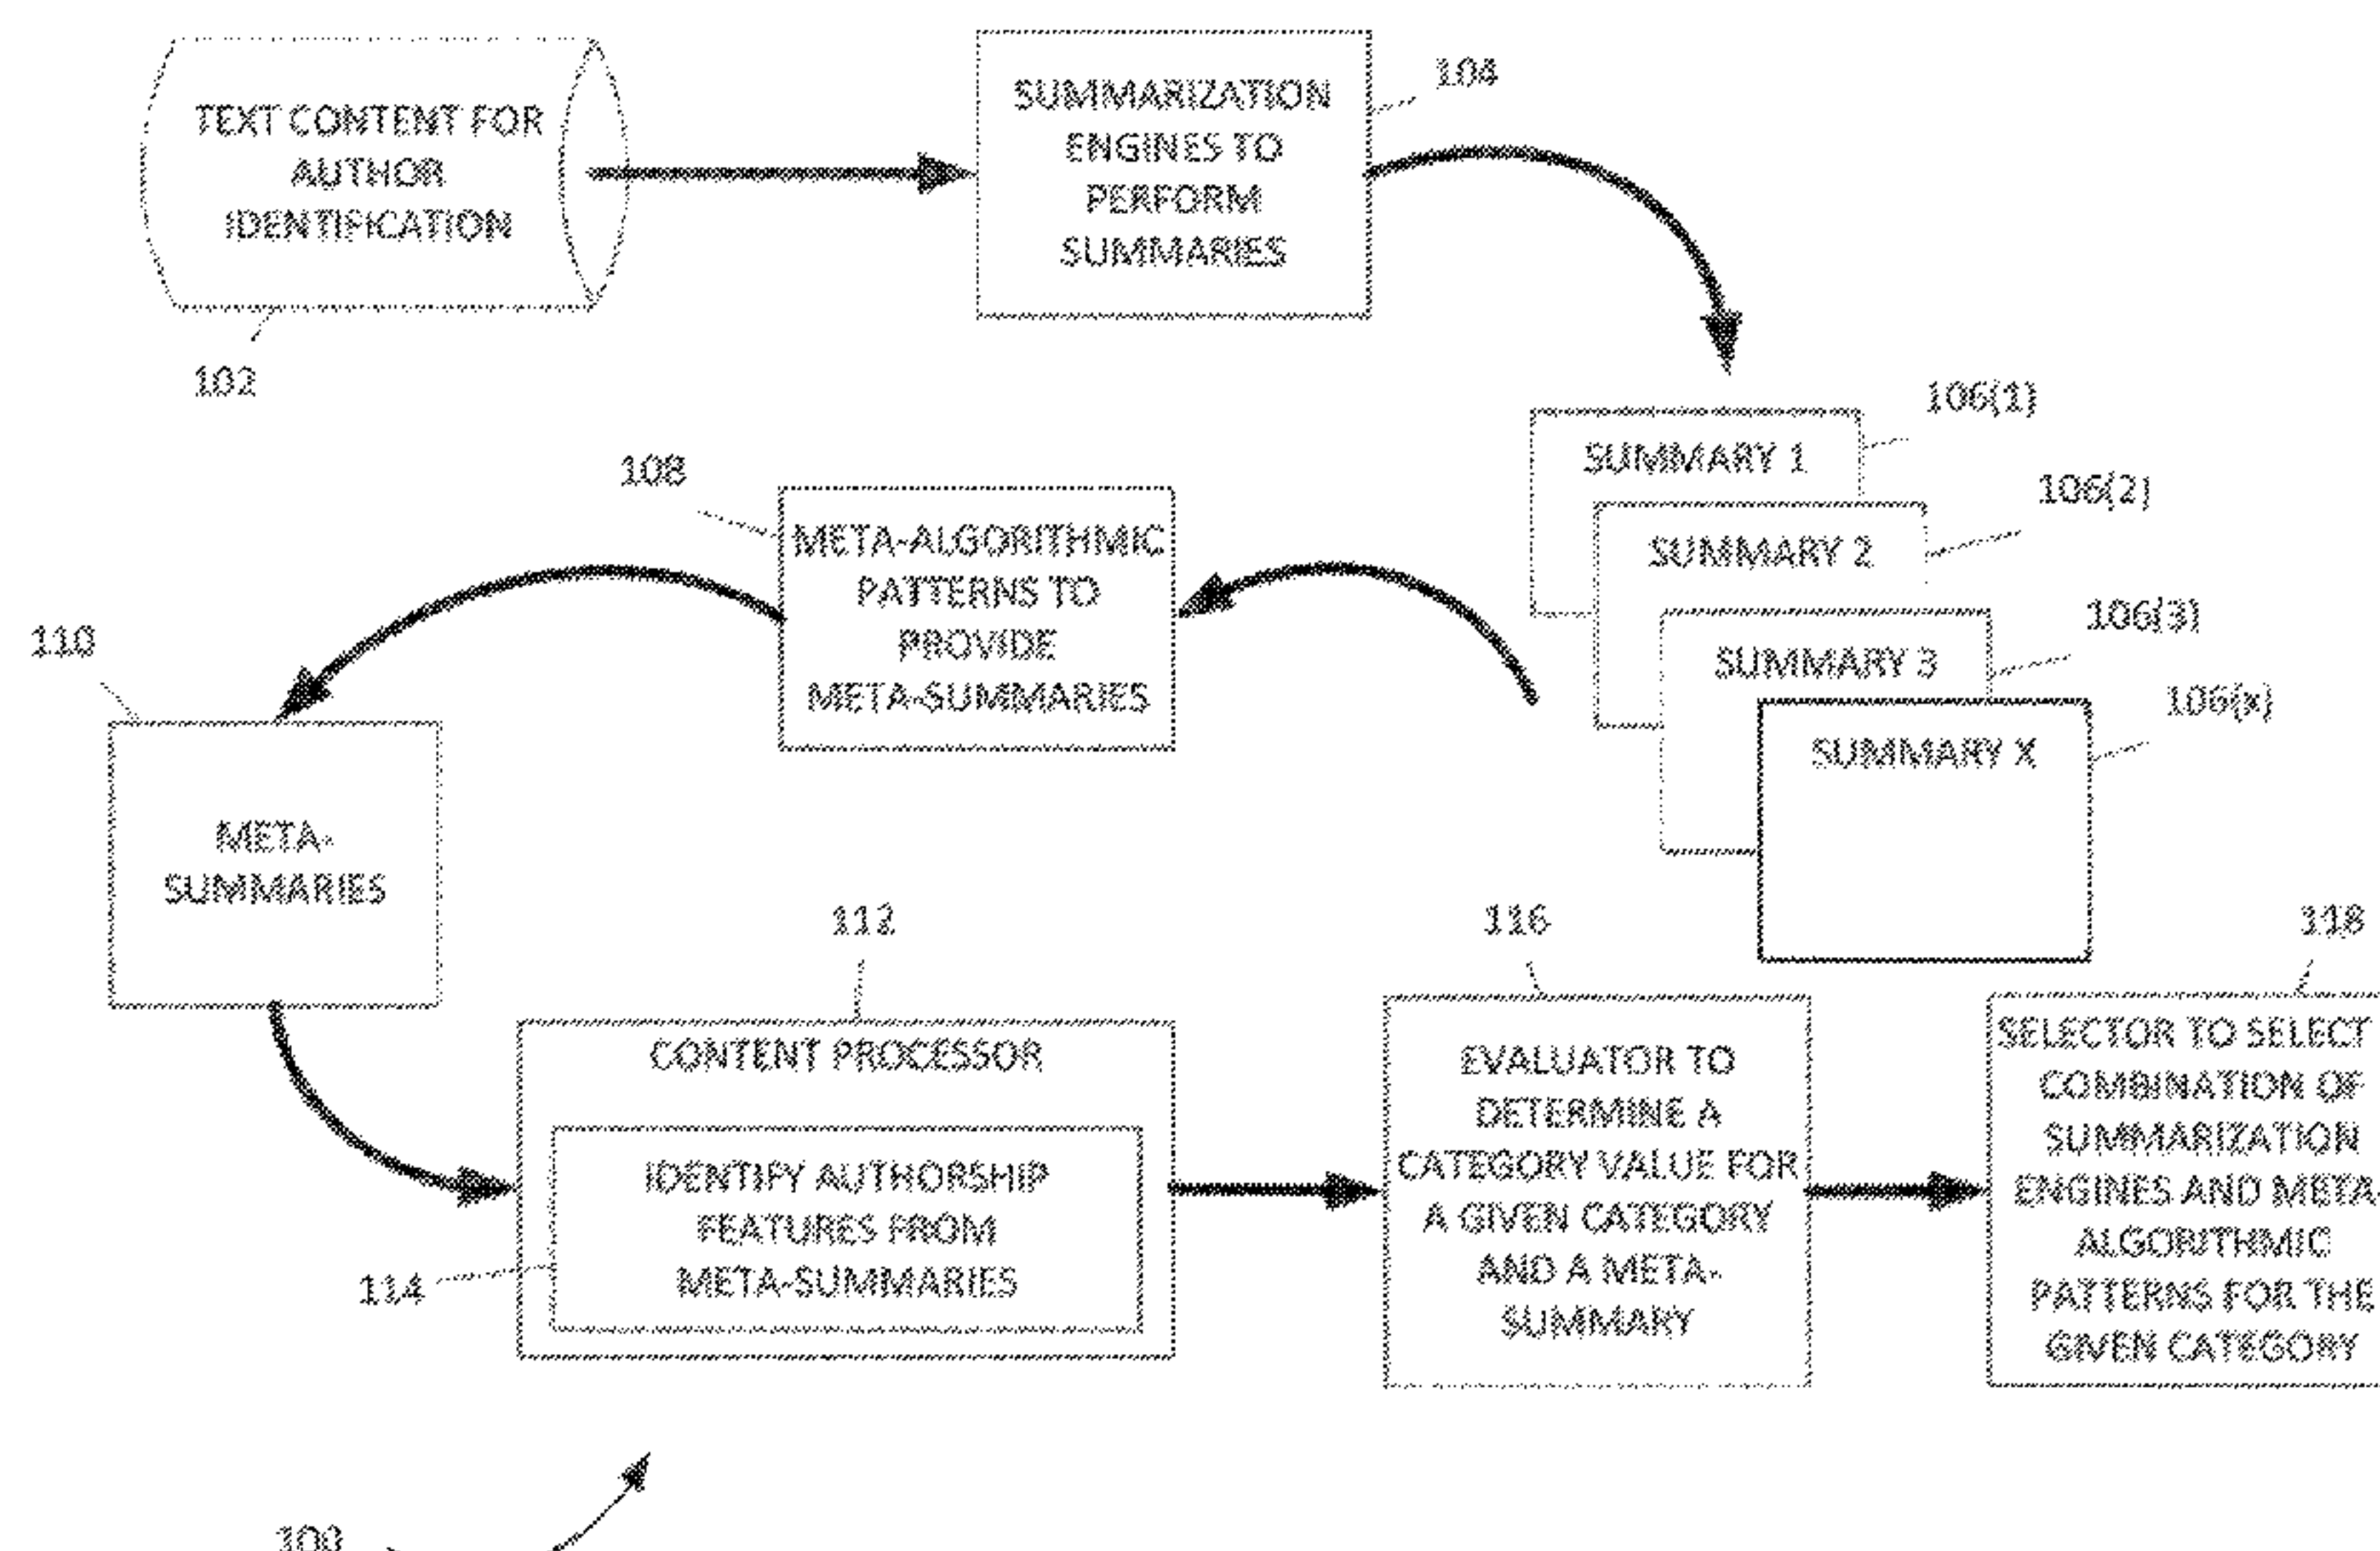 TEXT CONTENT FOR
AUTHOR
IDENTIFICATION
102
SUMMARIZATION
ENGINES TO
PERFORM
SUMMARIES
104
SUMMARY 1
106(1)
SUMMARY 2
106(2)
SUMMARY 3
106(3)
SUMMARY X
106(x)
108
META-ALGORITHMIC
PATTERNS TO
PROVIDE
META-SUMMARIES
110
META-
SUMMARIES
112
CONTENT PROCESSOR
IDENTIFY AUTHORSHIP
FEATURES FROM
META-SUMMARIES
114
116
EVALUATOR TO
DETERMINE A
CATEGORY VALUE FOR
A GIVEN CATEGORY
AND A META-
SUMMARY
118
SELECTOR TO SELECT
COMBINATION OF
SUMMARIZATION
ENGINES AND META-
ALGORITHMIC
PATTERNS FOR THE
GIVEN CATEGORY
100